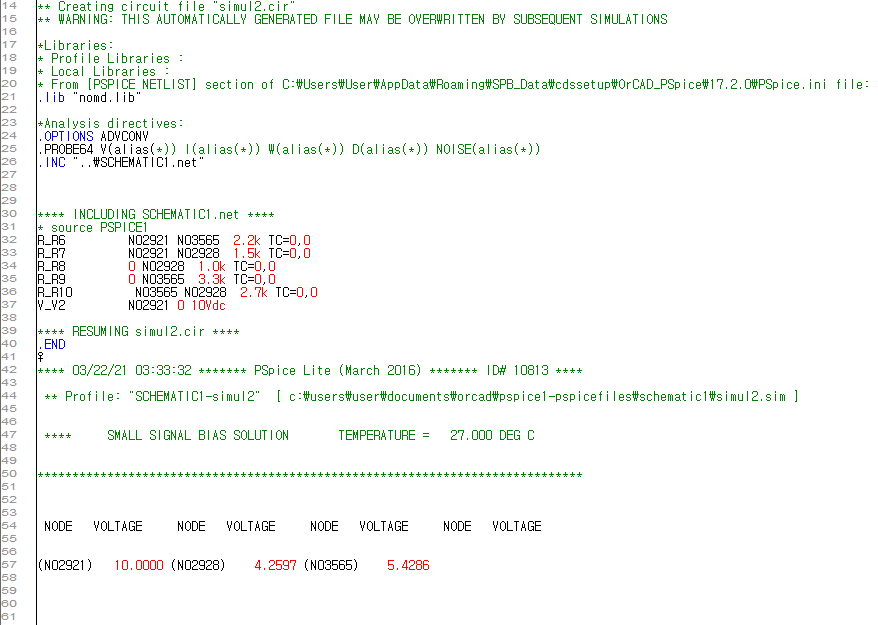 14 ** Creating circuit file "simul2.cir"
15 ** WARNING: THIS AUTOMATICALLY GENERATED FILE MAY BE OVERWRITTEN BY SUBSEQUENT SIMULATIONS
16
17 *Libraries:
18 * Profile Libraries :
19 * Local Libraries :
20 * From [PSPICE NETLIST] section of C:₩Users₩User₩AppData₩Roaming₩SPB_Data₩cdssetup₩OrCAD_PSpice₩17.2.0₩PSpice.ini file:
21 .lib "nomd.lib"
22
23 *Analysis directives:
24 .OPTIONS ADVCONV
25 .PROBE64 V(alias(*)) I(alias(*)) W(alias(*)) D(alias(*)) NOISE(alias(*))
26 .INC "..₩SCHEMATIC1.net"
27
28
29
30 **** INCLUDING SCHEMATIC1.net ****
31 * source PSPICE1
32 R_R6 N02921 N03565 2.2k TC=0,0
33 R_R7 N02921 N02928 1.5k TC=0,0
34 R_R8 0 N02928 1.0k TC=0,0
35 R_R9 0 N03565 3.3k TC=0,0
36 R_R10 N03565 N02928 2.7k TC=0,0
37 V_V2 N02921 0 10Vdc
38
39 **** RESUMING simul2.cir ****
40 .END
41 ♀
42 **** 03/22/21 03:33:32 ******* PSpice Lite (March 2016) ******* ID# 10813 ****
43
44 ** Profile: "SCHEMATIC1-simul2" [ c:₩users₩user₩documents₩orcad₩pspice1-pspicefiles₩schematic1₩simul2.sim ]
45
46
47 **** SMALL SIGNAL BIAS SOLUTION TEMPERATURE = 27.000 DEG C
48
49
50 ******************************************************************************
51
52
53
54 NODE VOLTAGE NODE VOLTAGE NODE VOLTAGE NODE VOLTAGE
55
56
57 (N02921) 10.0000 (N02928) 4.2597 (N03565) 5.4286
58
59
60
61